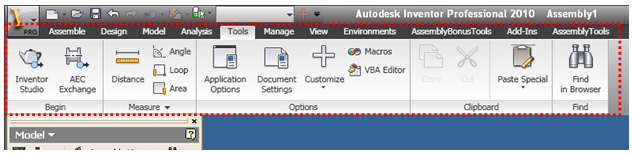 Autodesk Inventor Professional 2010 Assembly1
PRO Assemble Design Model Analysis Tools Manage View Environments AssemblyBonusTools Add-Ins AssemblyTools
Inventor Studio
AEC Exchange
Distance
Angle
Loop
Area
Application Options
Document Settings
Customize
Macros
VBA Editor
Copy
Cut
Paste Special
Find in Browser
Begin Measure Options Clipboard Find
Model